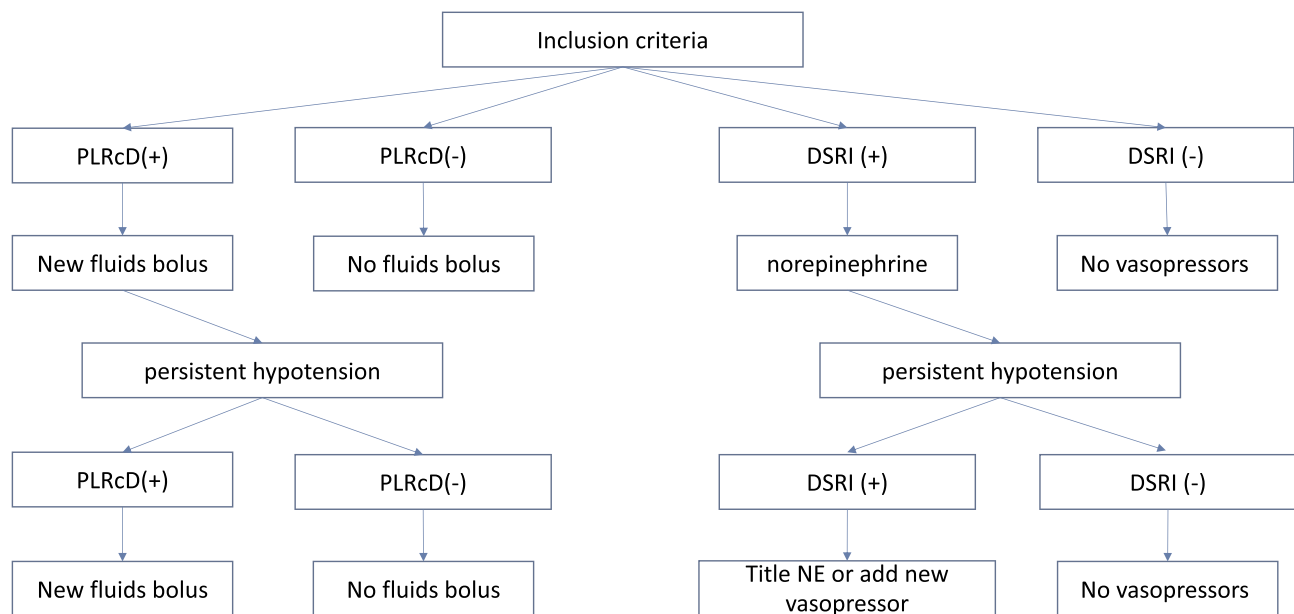 Inclusion criteria
PLRcD(+)
PLRcD(-)
DSRI (+)
DSRI (-)
New fluids bolus
No fluids bolus
norepinephrine
No vasopressors
persistent hypotension
persistent hypotension
PLRcD(+)
PLRcD(-)
DSRI (+)
DSRI (-)
New fluids bolus
No fluids bolus
Title NE or add new
vasopressor
No vasopressors